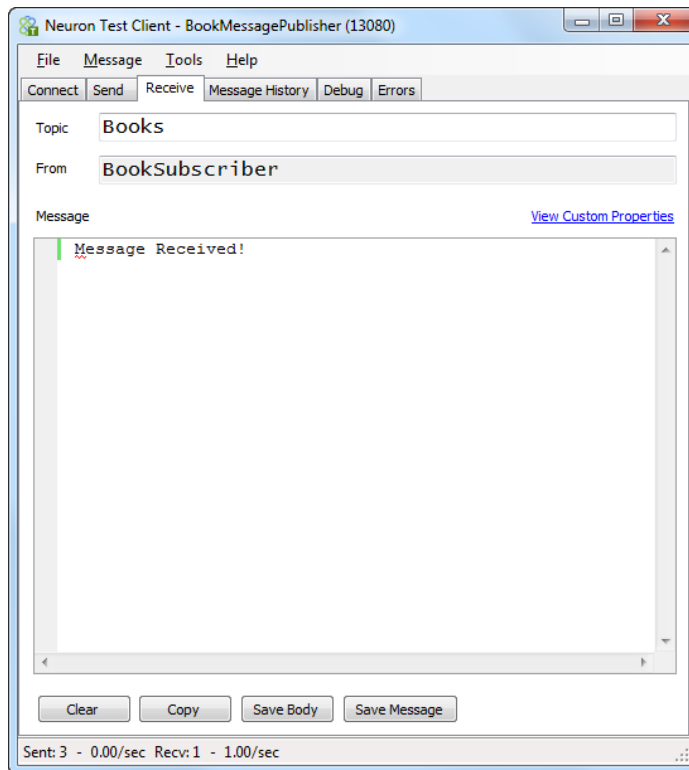 Neuron Test Client - BookMessagePublisher (13080)
File Message Tools Help
Connect Send Receive Message History Debug Errors
Topic Books
From BookSubscriber
Message View Custom Properties
Message Received!
Clear Copy Save Body Save Message
Sent: 3 - 0.00/sec Recv: 1 - 1.00/sec